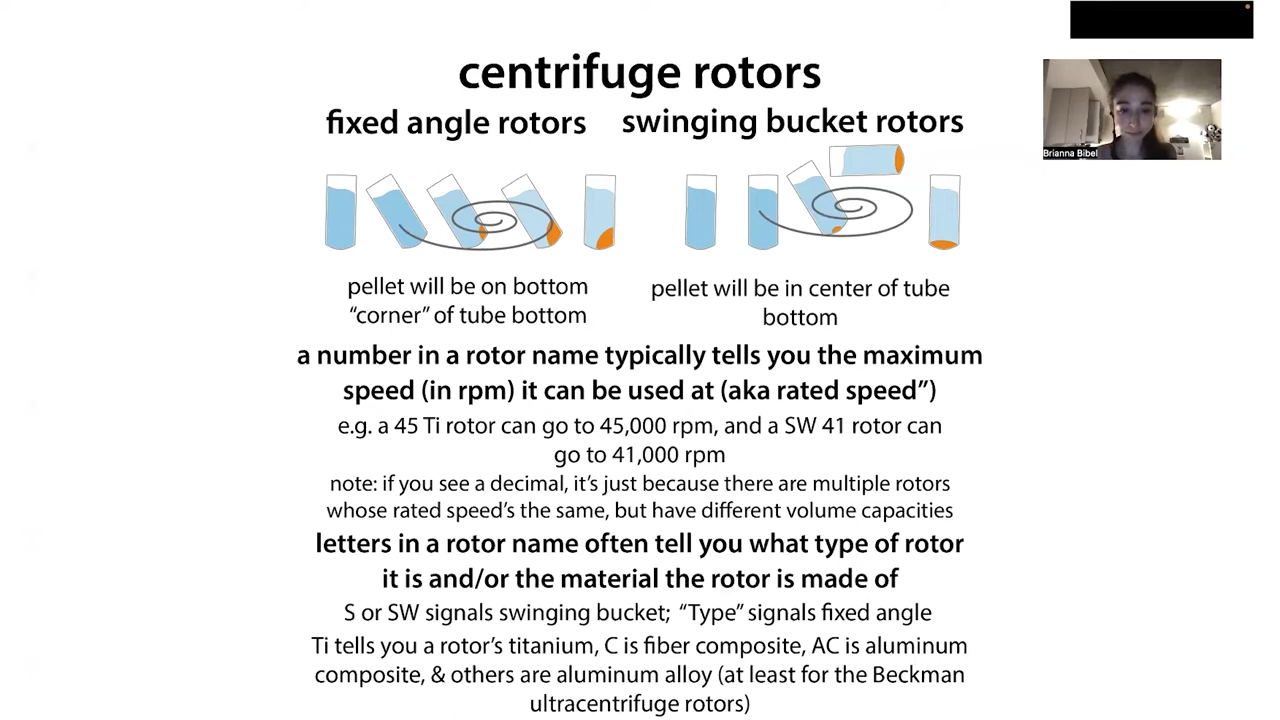 centrifuge rotors
fixed angle rotors
swinging bucket rotors
Brianna Bibel
pellet will be on bottom
“corner” of tube bottom
pellet will be in center of tube
bottom
a number in a rotor name typically tells you the maximum
speed (in rpm) it can be used at (aka rated speed”)
e.g. a 45 Ti rotor can go to 45,000 rpm, and a SW 41 rotor can
go to 41,000 rpm
note: if you see a decimal, it’s just because there are multiple rotors
whose rated speed’s the same, but have different volume capacities
letters in a rotor name often tell you what type of rotor
it is and/or the material the rotor is made of
S or SW signals swinging bucket; “Type” signals fixed angle
Ti tells you a rotor’s titanium, C is fiber composite, AC is aluminum
composite, & others are aluminum alloy (at least for the Beckman
ultracentrifuge rotors)